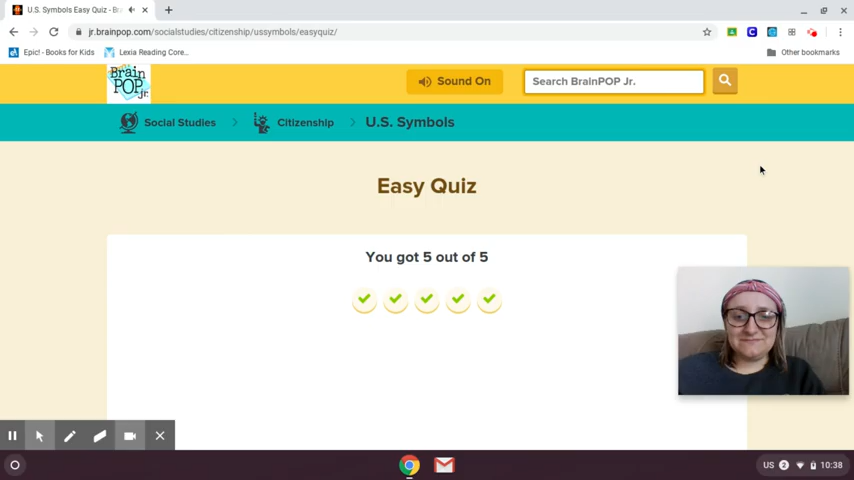 U.S. Symbols Easy Quiz - Bra
jr.brainpop.com/socialstudies/citizenship/ussymbols/easyquiz/
Epic! - Books for Kids
Lexia Reading Core...
Other bookmarks
Brain
POP
jr.
Sound On
Search BrainPOP Jr.
Social Studies
Citizenship
U.S. Symbols
Easy Quiz
You got 5 out of 5
US
2
10:38